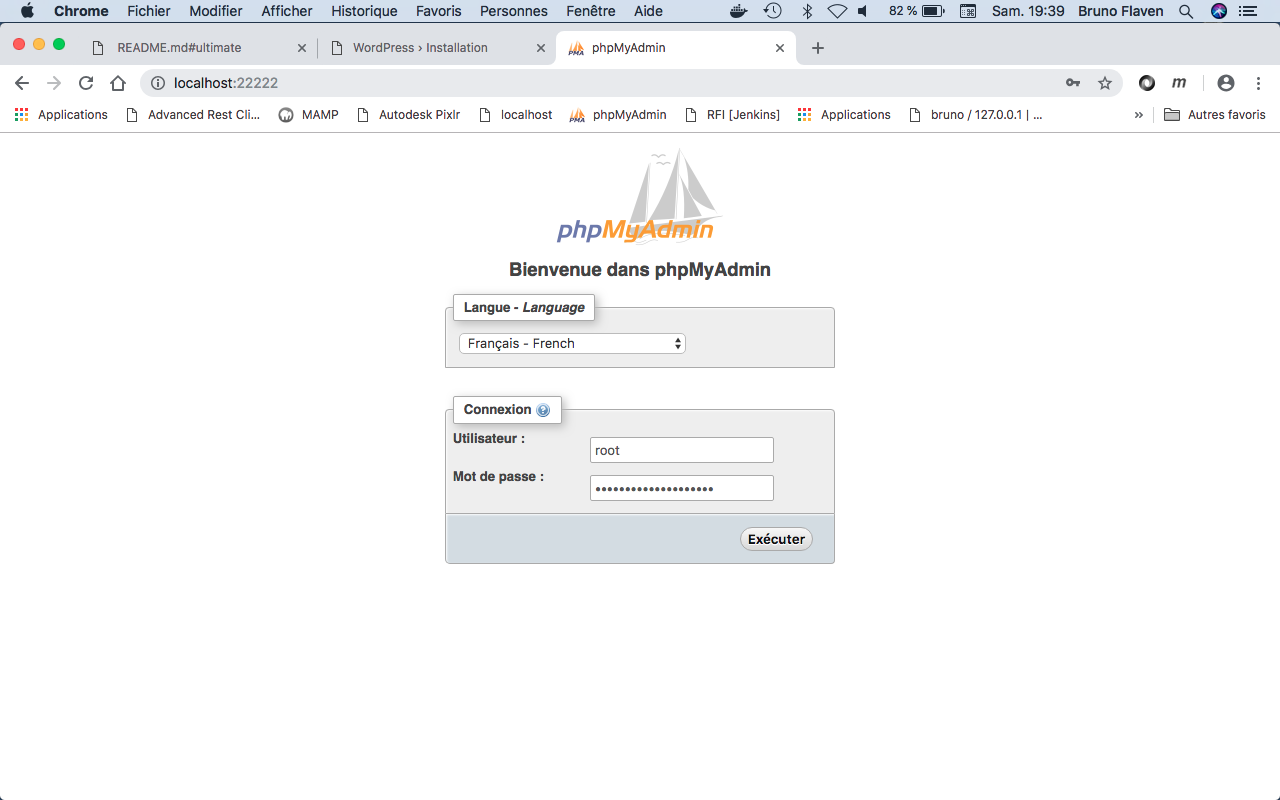 Chrome Fichier Modifier Afficher Historique Favoris Personnes Fenêtre Aide 82 % Sam. 19:39 Bruno Flaven
README.md#ultimate WordPress › Installation phpMyAdmin
localhost:22222 m
Applications Advanced Rest Cli... MAMP Autodesk Pixlr localhost phpMyAdmin RFI [Jenkins] Applications bruno / 127.0.0.1 | ... » Autres favoris
phpMyAdmin
Bienvenue dans phpMyAdmin
Langue - Language
Français - French
Connexion
Utilisateur :
root
Mot de passe :
•••••••••••••••••••• 
Exécuter